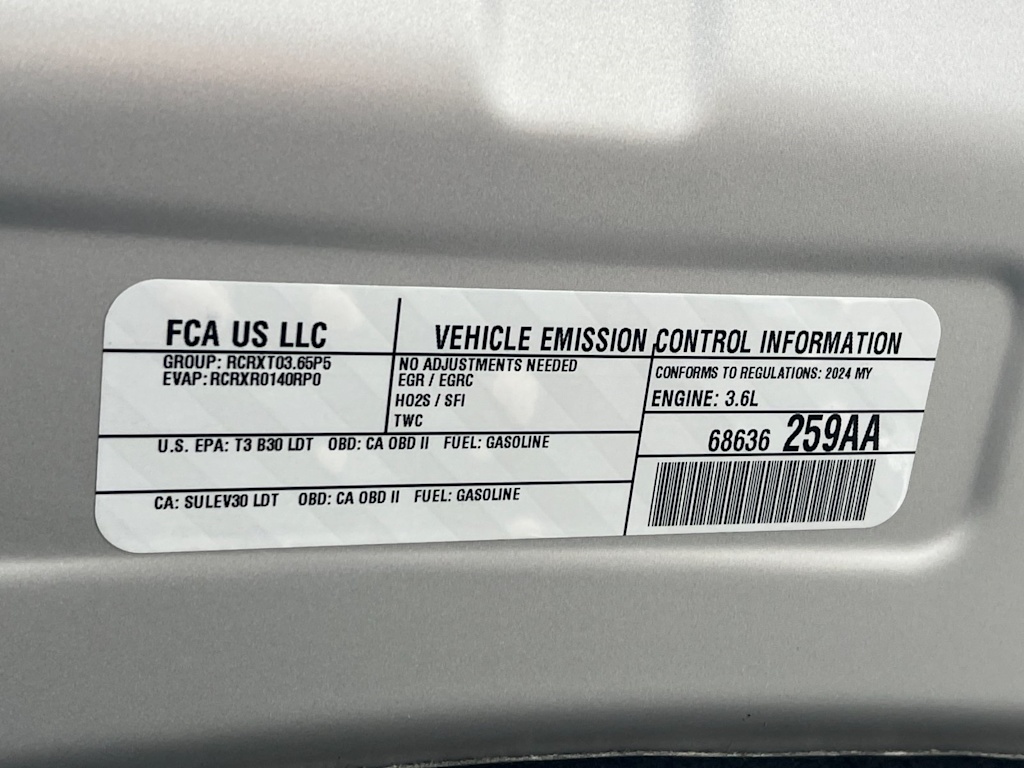 FCA US LLC
VEHICLE EMISSION CONTROL INFORMATION
GROUP: RCRXT03.65P5
EVAP: RCRXR0140RP0
NO ADJUSTMENTS NEEDED
EGR / EGRC
HO2S / SFI
TWC
CONFORMS TO REGULATIONS: 2024 MY
ENGINE: 3.6L
68636 259AA
U.S. EPA: T3 B30 LDT OBD: CA OBD II FUEL: GASOLINE
CA: SULEV30 LDT OBD: CA OBD II FUEL: GASOLINE